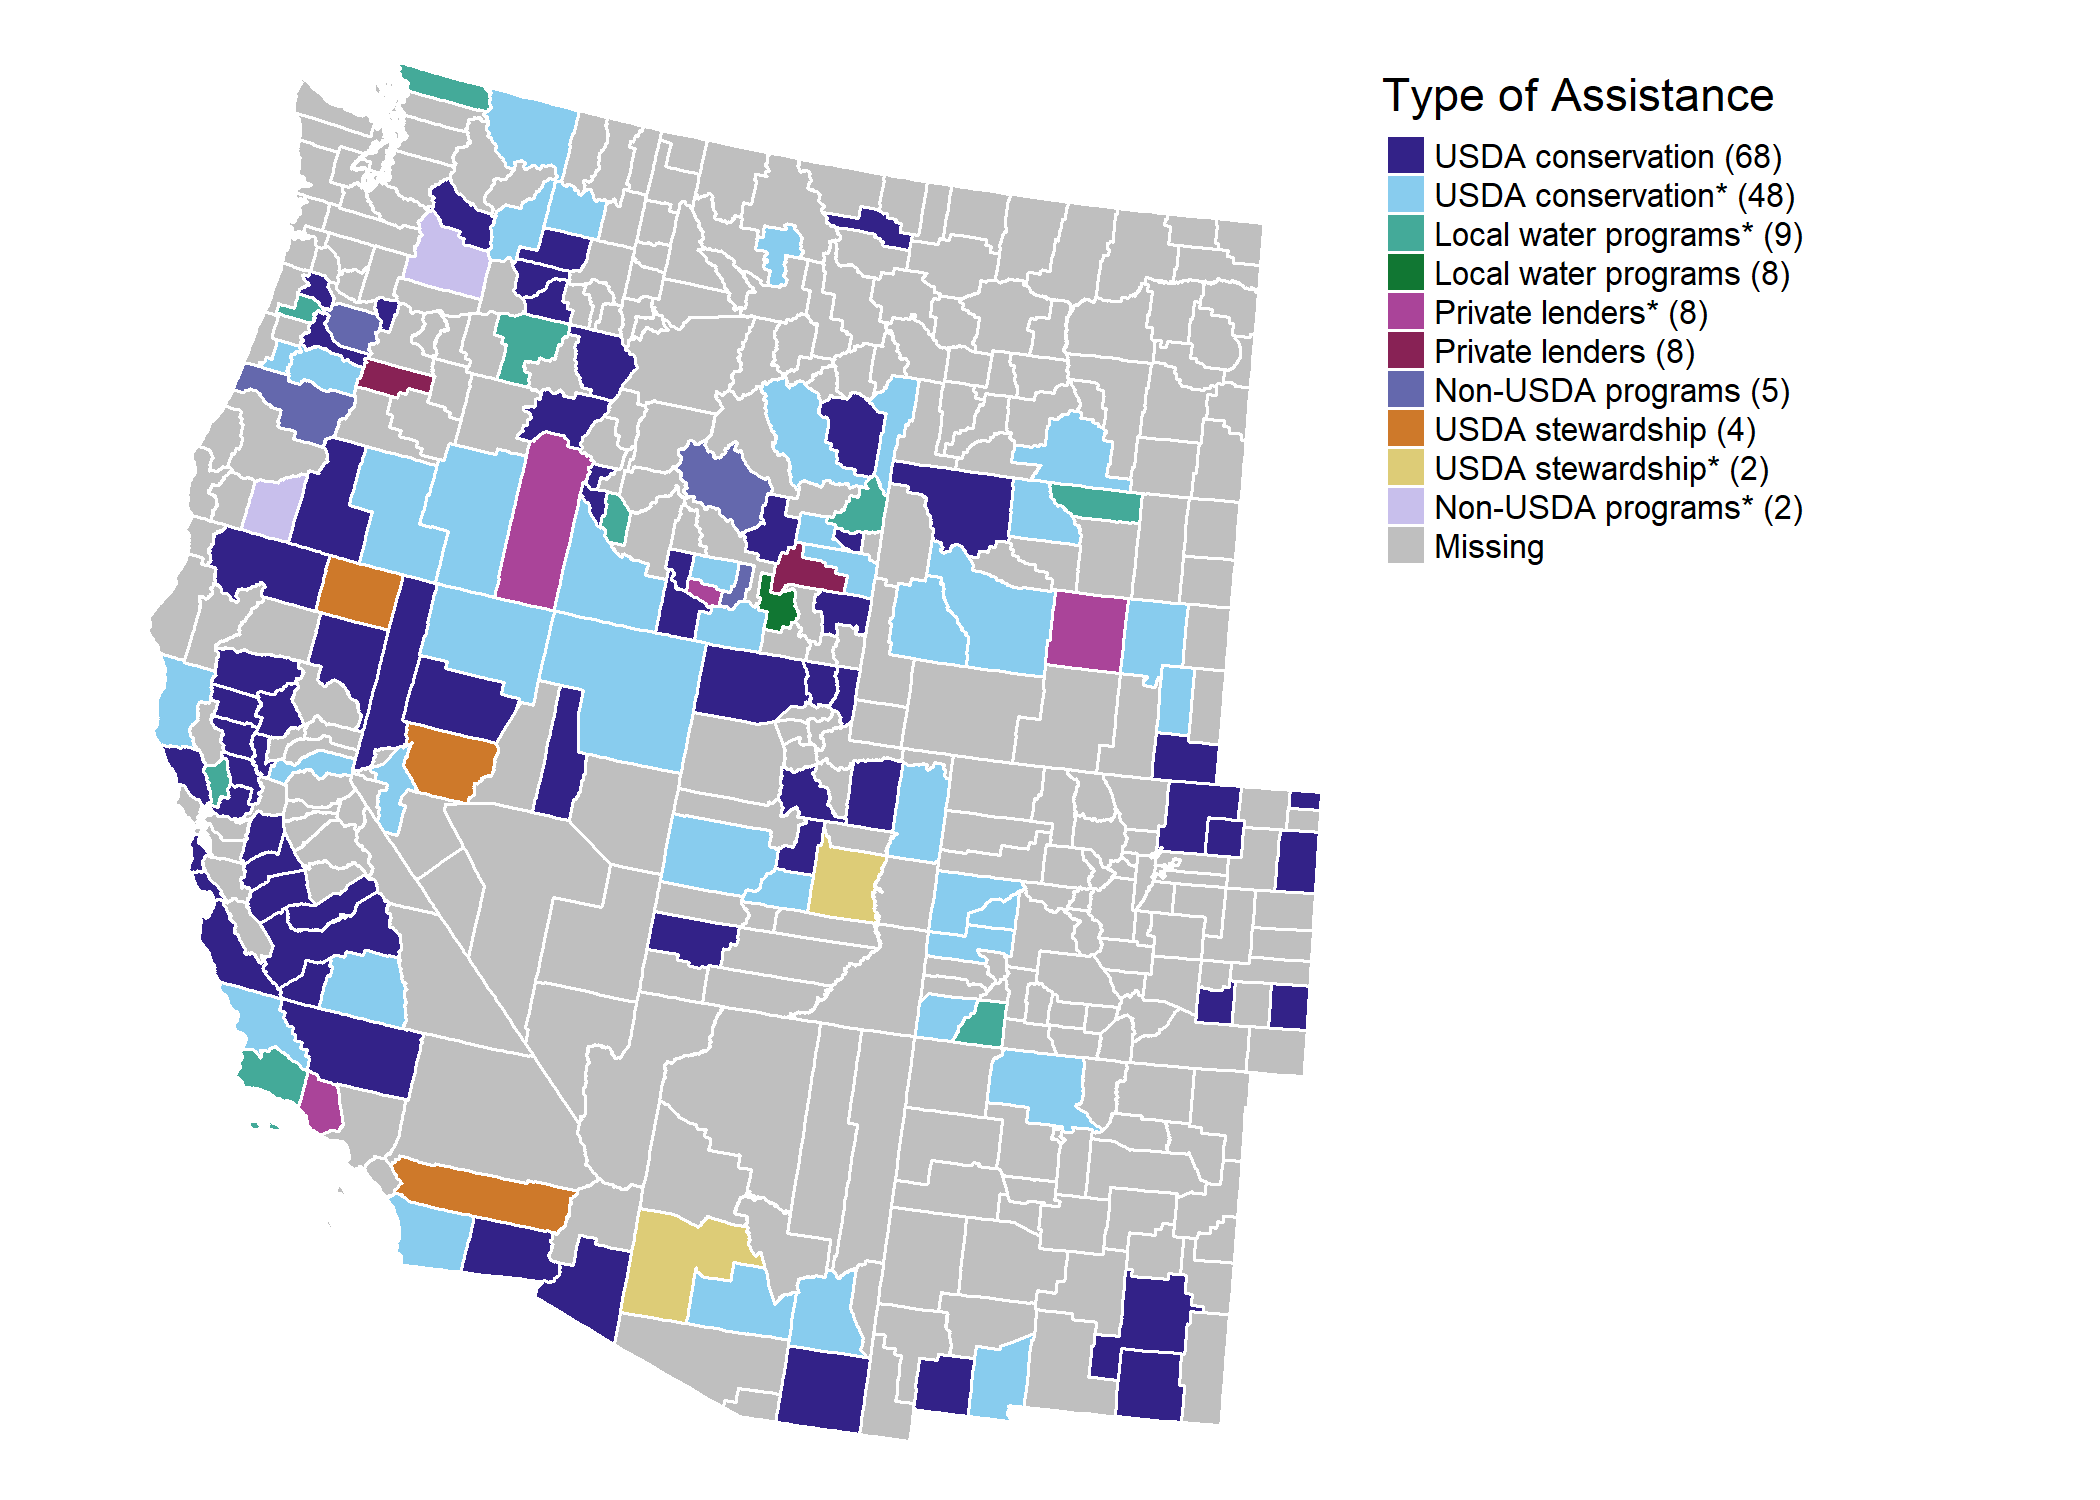 Type of Assistance
USDA conservation (68)
USDA conservation* (48)
Local water programs* (9)
Local water programs (8)
Private lenders* (8)
Private lenders (8)
Non-USDA programs (5)
USDA stewardship (4)
USDA stewardship* (2)
Non-USDA programs* (2)
Missing